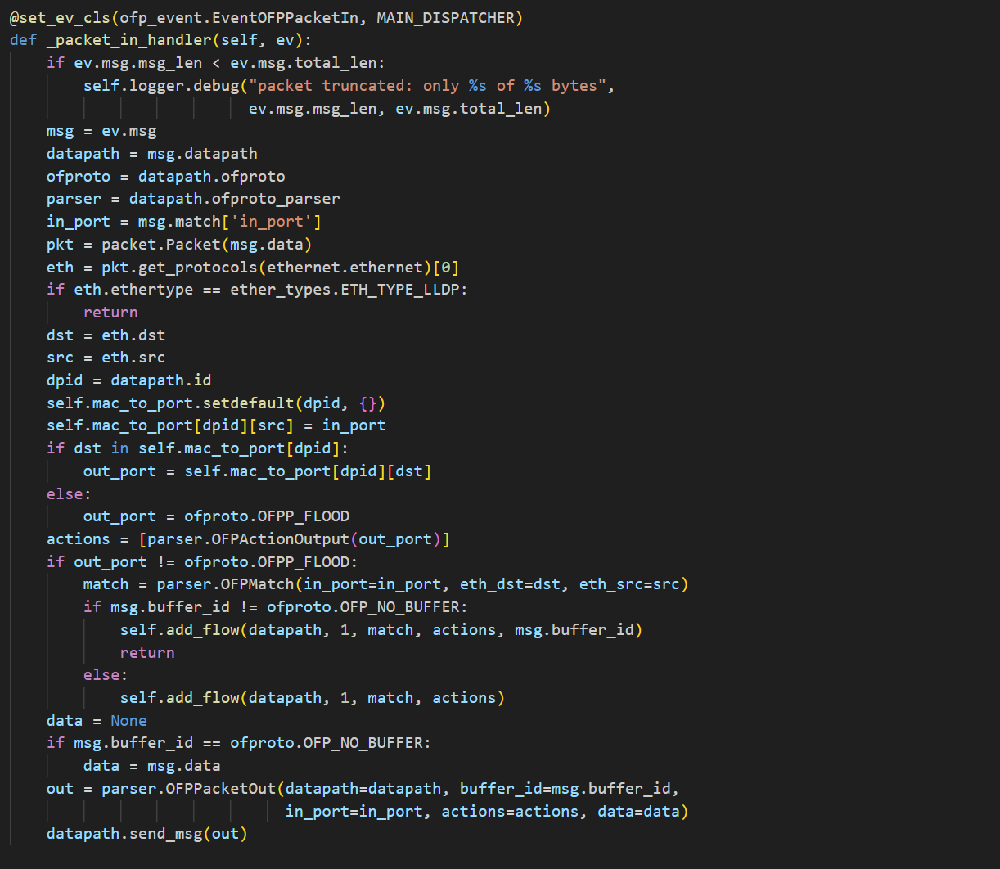 @set_ev_cls(ofp_event.EventOFPPacketIn, MAIN_DISPATCHER)
def _packet_in_handler(self, ev):
    if ev.msg.msg_len < ev.msg.total_len:
        self.logger.debug("packet truncated: only %s of %s bytes",
                          ev.msg.msg_len, ev.msg.total_len)
    msg = ev.msg
    datapath = msg.datapath
    ofproto = datapath.ofproto
    parser = datapath.ofproto_parser
    in_port = msg.match['in_port']
    pkt = packet.Packet(msg.data)
    eth = pkt.get_protocols(ethernet.ethernet)[0]
    if eth.ethertype == ether_types.ETH_TYPE_LLDP:
        return
    dst = eth.dst
    src = eth.src
    dpid = datapath.id
    self.mac_to_port.setdefault(dpid, {})
    self.mac_to_port[dpid][src] = in_port
    if dst in self.mac_to_port[dpid]:
        out_port = self.mac_to_port[dpid][dst]
    else:
        out_port = ofproto.OFPP_FLOOD
    actions = [parser.OFPActionOutput(out_port)]
    if out_port != ofproto.OFPP_FLOOD:
        match = parser.OFPMatch(in_port=in_port, eth_dst=dst, eth_src=src)
        if msg.buffer_id != ofproto.OFP_NO_BUFFER:
            self.add_flow(datapath, 1, match, actions, msg.buffer_id)
            return
        else:
            self.add_flow(datapath, 1, match, actions)
    data = None
    if msg.buffer_id == ofproto.OFP_NO_BUFFER:
        data = msg.data
    out = parser.OFPPacketOut(datapath=datapath, buffer_id=msg.buffer_id,
                              in_port=in_port, actions=actions, data=data)
    datapath.send_msg(out)